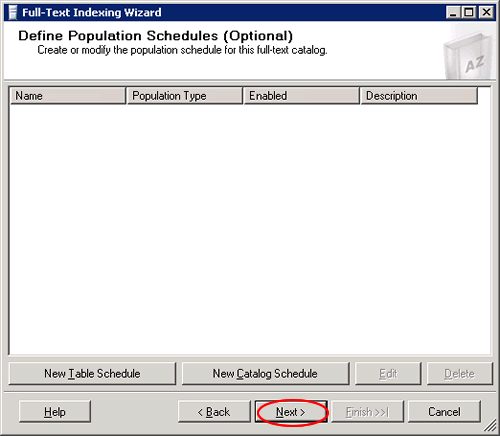 Full-Text Indexing Wizard
Define Population Schedules (Optional)
Create or modify the population schedule for this full-text catalog.
AZ
Name Population Type Enabled Description
New Table Schedule New Catalog Schedule Edit Delete
Help < Back Next > Finish >>| Cancel